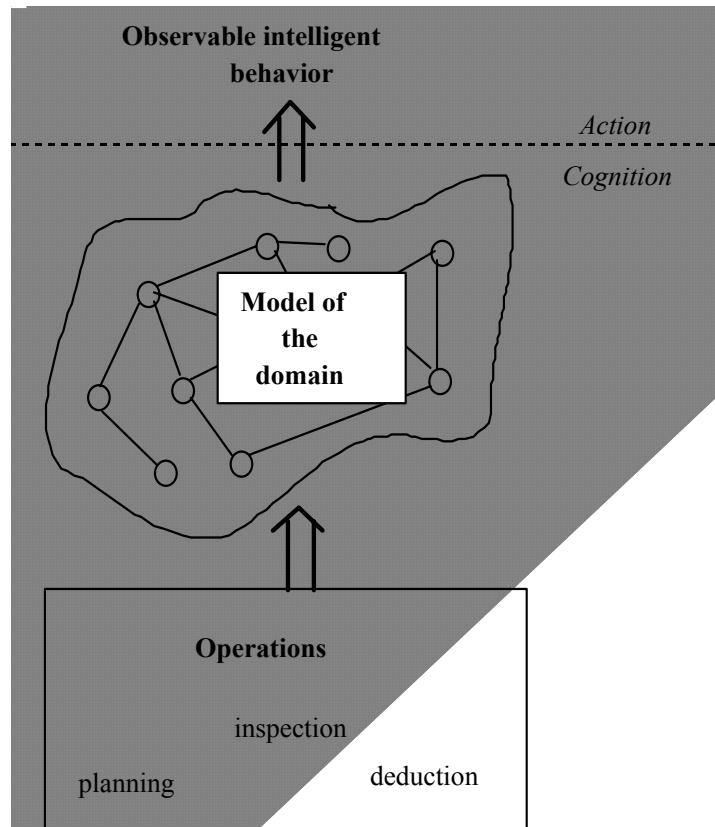 Observable intelligent
behavior
Action
Cognition
Model of
the
domain
Operations
inspection
planning
deduction